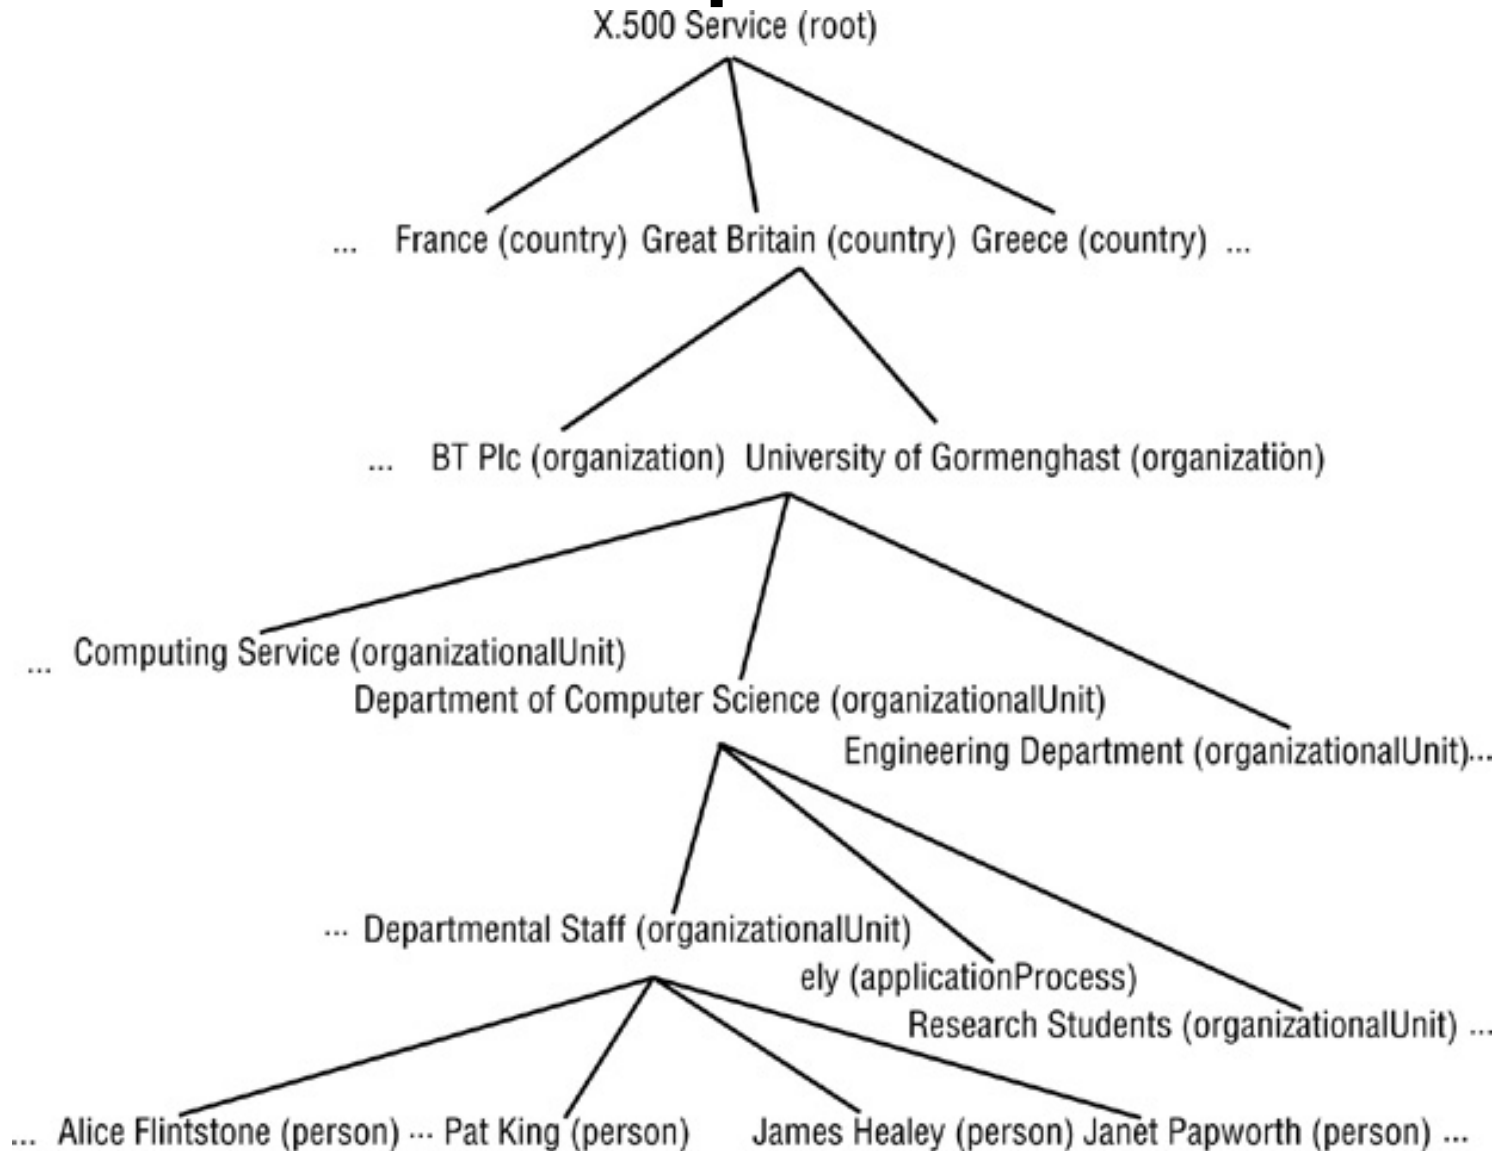 X.500 Service (root)
... France (country) Great Britain (country) Greece (country) ...
... BT Plc (organization) University of Gormenghast (organization)
... Computing Service (organizationalUnit)
Department of Computer Science (organizationalUnit)
Engineering Department (organizationalUnit)...
... Departmental Staff (organizationalUnit)
ely (applicationProcess)
Research Students (organizationalUnit) ...
... Alice Flintstone (person) ... Pat King (person) James Healey (person) Janet Papworth (person) ...